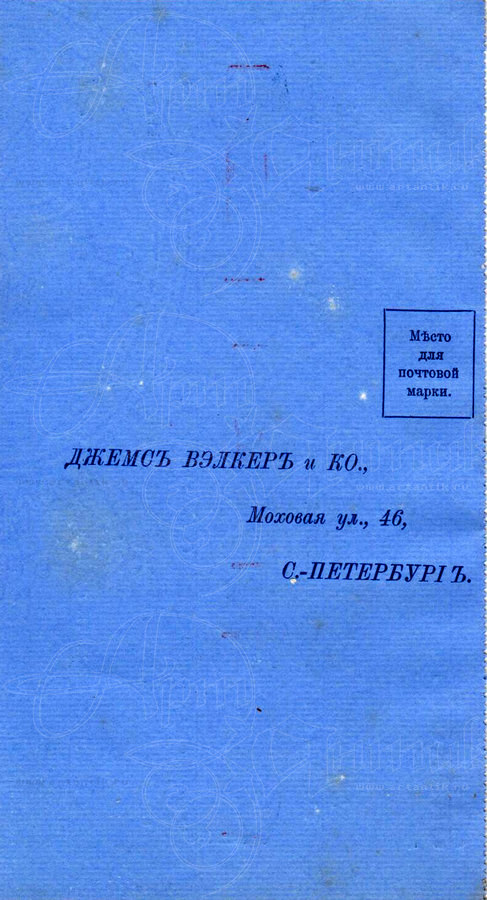 Мѣсто
для
почтовой
марки.
ДЖЕМСЪ ВЭЛКЕРЪ и КО.,
Моховая ул., 46,
С.-ПЕТЕРБУРГЪ.